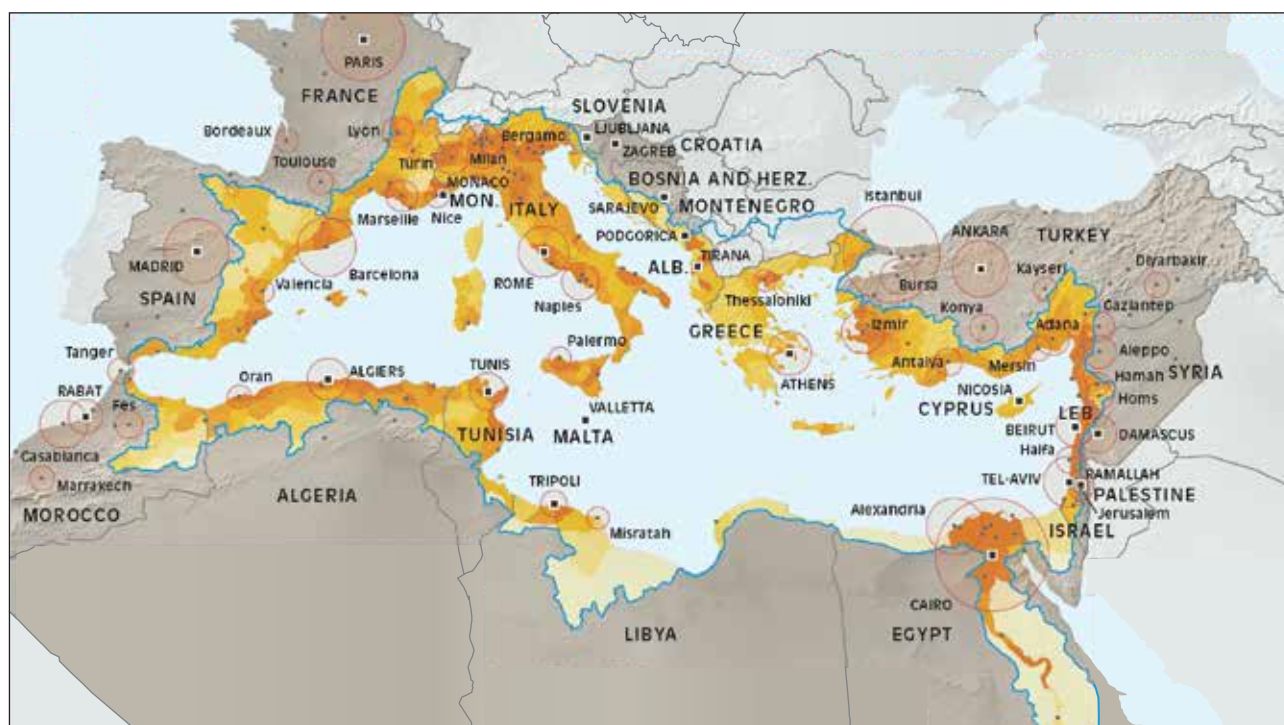 PARIS
FRANCE
SLOVENIA
LJUBLJANA
Bordeaux
Lyon
Bergamo
ZAGREB
CROATIA
Toulouse
Turin
Milan
MONACO
MON.
BOSNIA AND HERZ.
Istanbul
Marseille
Nice
ITALY
SARAJEVO
MONTENEGRO
ANKARA
TURKEY
MADRID
PODGORICA
TIRANA
Kayseri
Diyarbakir
Barcelona
ROME
ALB.
Bursa
SPAIN
Valencia
Naples
Thessaloniki
Konya
Gaziantep
GREECE
Izmir
Adana
Tanger
Palermo
Antalya
Mersin
Aleppo
Oran
ALGIERS
TUNIS
ATHENS
NICOSIA
Hamah
SYRIA
RABAT
Fes
VALLETTA
CYPRUS
LEB.
Homs
TUNISIA
MALTA
BEIRUT
DAMASCUS
Casablanca
Haifa
Marrakech
ALGERIA
TRIPOLI
TEL-AVIV
RAMALLAH
MOROCCO
PALESTINE
Alexandria
Jerusalem
Misratah
ISRAEL
CAIRO
LIBYA
EGYPT